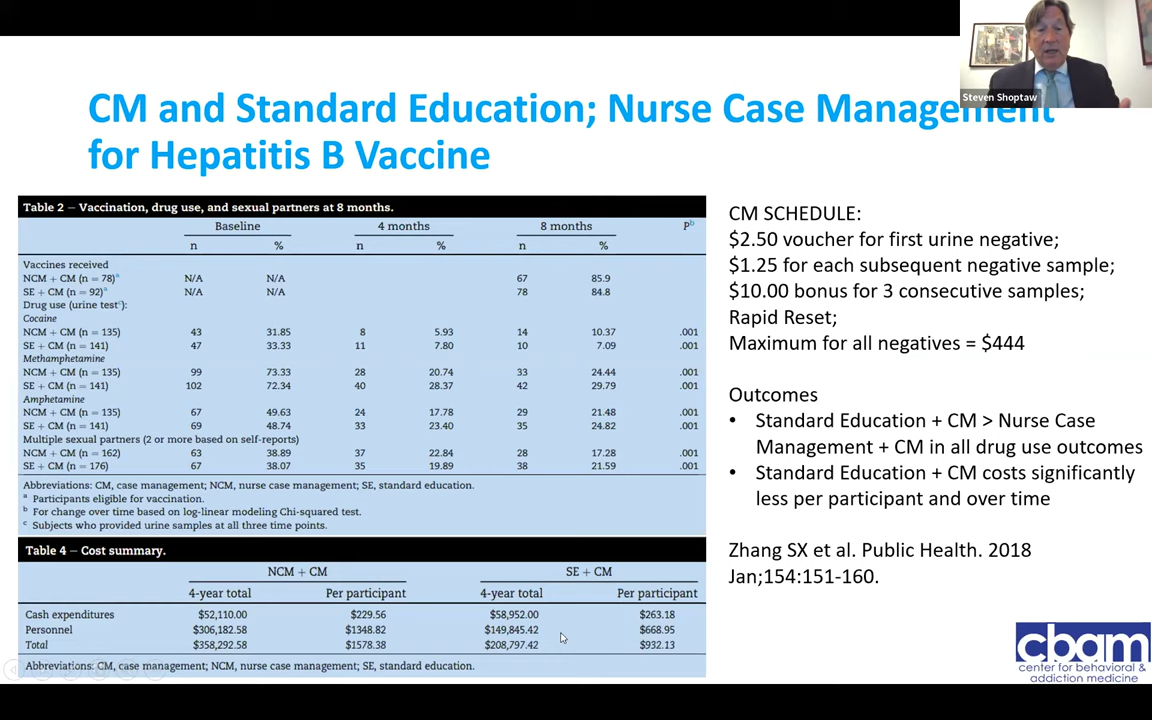 Steven Shoptaw
CM and Standard Education; Nurse Case Management
for Hepatitis B Vaccine
Table 2 – Vaccination, drug use, and sexual partners at 8 months.
Baseline 4 months 8 months Pb
n % n % n %
Vaccines received
NCM + CM (n = 78)a N/A N/A 67 85.9
SE + CM (n = 92)a N/A N/A 78 84.8
Drug use (urine testc):
Cocaine
NCM + CM (n = 135) 43 31.85 8 5.93 14 10.37 .001
SE + CM (n = 141) 47 33.33 11 7.80 10 7.09 .001
Methamphetamine
NCM + CM (n = 135) 99 73.33 28 20.74 33 24.44 .001
SE + CM (n = 141) 102 72.34 40 28.37 42 29.79 .001
Amphetamine
NCM + CM (n = 135) 67 49.63 24 17.78 29 21.48 .001
SE + CM (n = 141) 69 48.74 33 23.40 35 24.82 .001
Multiple sexual partners (2 or more based on self-reports)
NCM + CM (n = 162) 63 38.89 37 22.84 28 17.28 .001
SE + CM (n = 176) 67 38.07 35 19.89 38 21.59 .001
Abbreviations: CM, case management; NCM, nurse case management; SE, standard education.
a Participants eligible for vaccination.
b For change over time based on log-linear modeling Chi-squared test.
c Subjects who provided urine samples at all three time points.
Table 4 – Cost summary.
NCM + CM SE + CM
4-year total Per participant 4-year total Per participant
Cash expenditures $52,110.00 $229.56 $58,952.00 $263.18
Personnel $306,182.58 $1348.82 $149,845.42 $668.95
Total $358,292.58 $1578.38 $208,797.42 $932.13
Abbreviations: CM, case management; NCM, nurse case management; SE, standard education.
CM SCHEDULE:
$2.50 voucher for first urine negative;
$1.25 for each subsequent negative sample;
$10.00 bonus for 3 consecutive samples;
Rapid Reset;
Maximum for all negatives = $444
Outcomes
• Standard Education + CM > Nurse Case
Management + CM in all drug use outcomes
• Standard Education + CM costs significantly
less per participant and over time
Zhang SX et al. Public Health. 2018
Jan;154:151-160.
cbam
center for behavioral &
addiction medicine